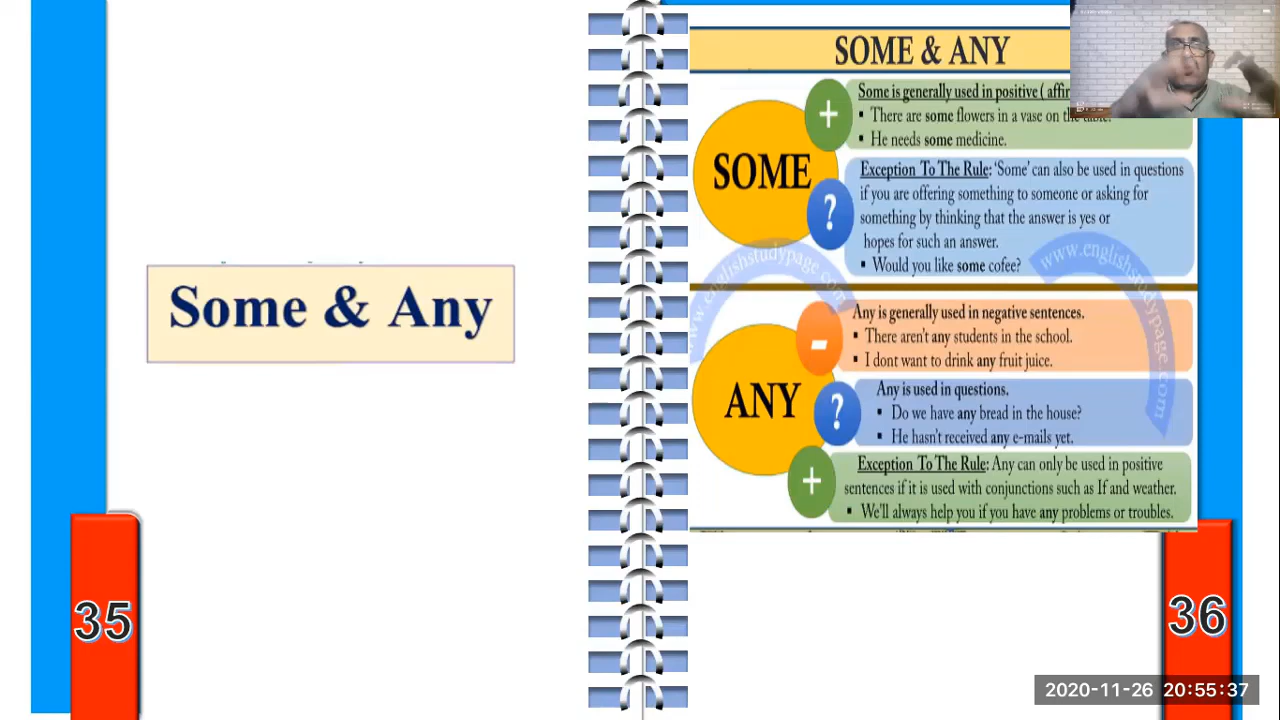 Some & Any
35
SOME & ANY
SOME
+
Some is generally used in positive ( affir
▪ There are some flowers in a vase on the table.
▪ He needs some medicine.
?
Exception To The Rule: 'Some' can also be used in questions
if you are offering something to someone or asking for
something by thinking that the answer is yes or
hopes for such an answer.
▪ Would you like some cofee?
www.englishstudypage.com
www.englishstudypage.com
ANY
-
Any is generally used in negative sentences.
▪ There aren't any students in the school.
▪ I dont want to drink any fruit juice.
?
Any is used in questions.
▪ Do we have any bread in the house?
▪ He hasn't received any e-mails yet.
+
Exception To The Rule: Any can only be used in positive
sentences if it is used with conjunctions such as If and weather.
▪ We'll always help you if you have any problems or troubles.
36
2020-11-26 20:55:37